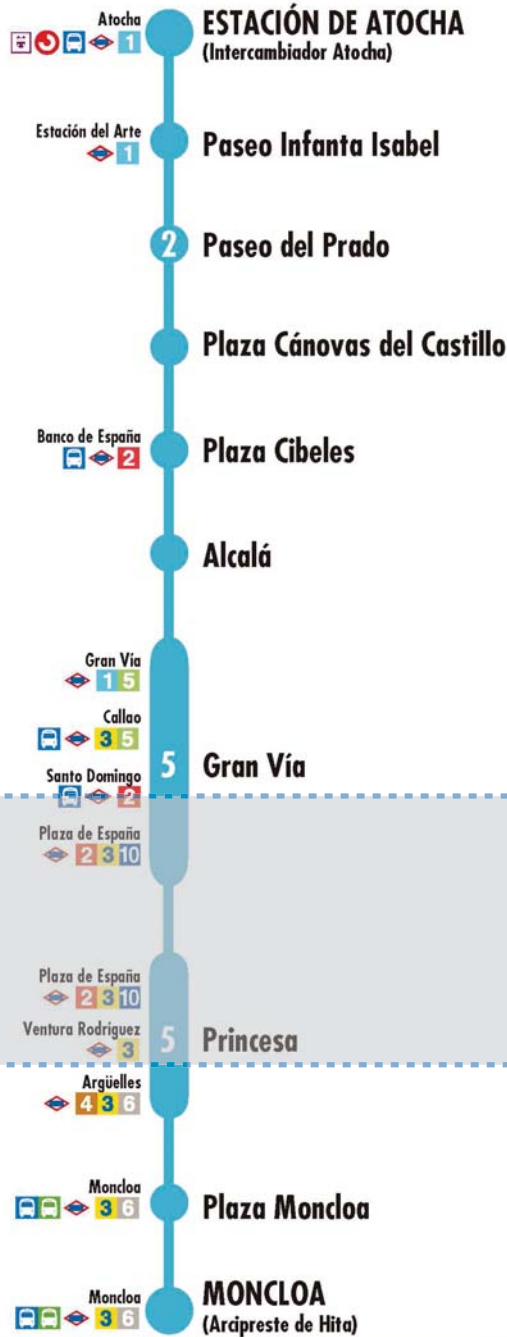 Atocha
1
ESTACIÓN DE ATOCHA
(Intercambiador Atocha)
Estación del Arte
1
Paseo Infanta Isabel
2
Paseo del Prado
Plaza Cánovas del Castillo
Banco de España
2
Plaza Cibeles
Alcalá
Gran Vía
1 5
Callao
3 5
5
Gran Vía
Santo Domingo
2
Plaza de España
2 3 10
Plaza de España
2 3 10
Ventura Rodríguez
3
5
Princesa
Argüelles
4 3 6
Moncloa
3 6
Plaza Moncloa
Moncloa
3 6
MONCLOA
(Arcipreste de Hita)